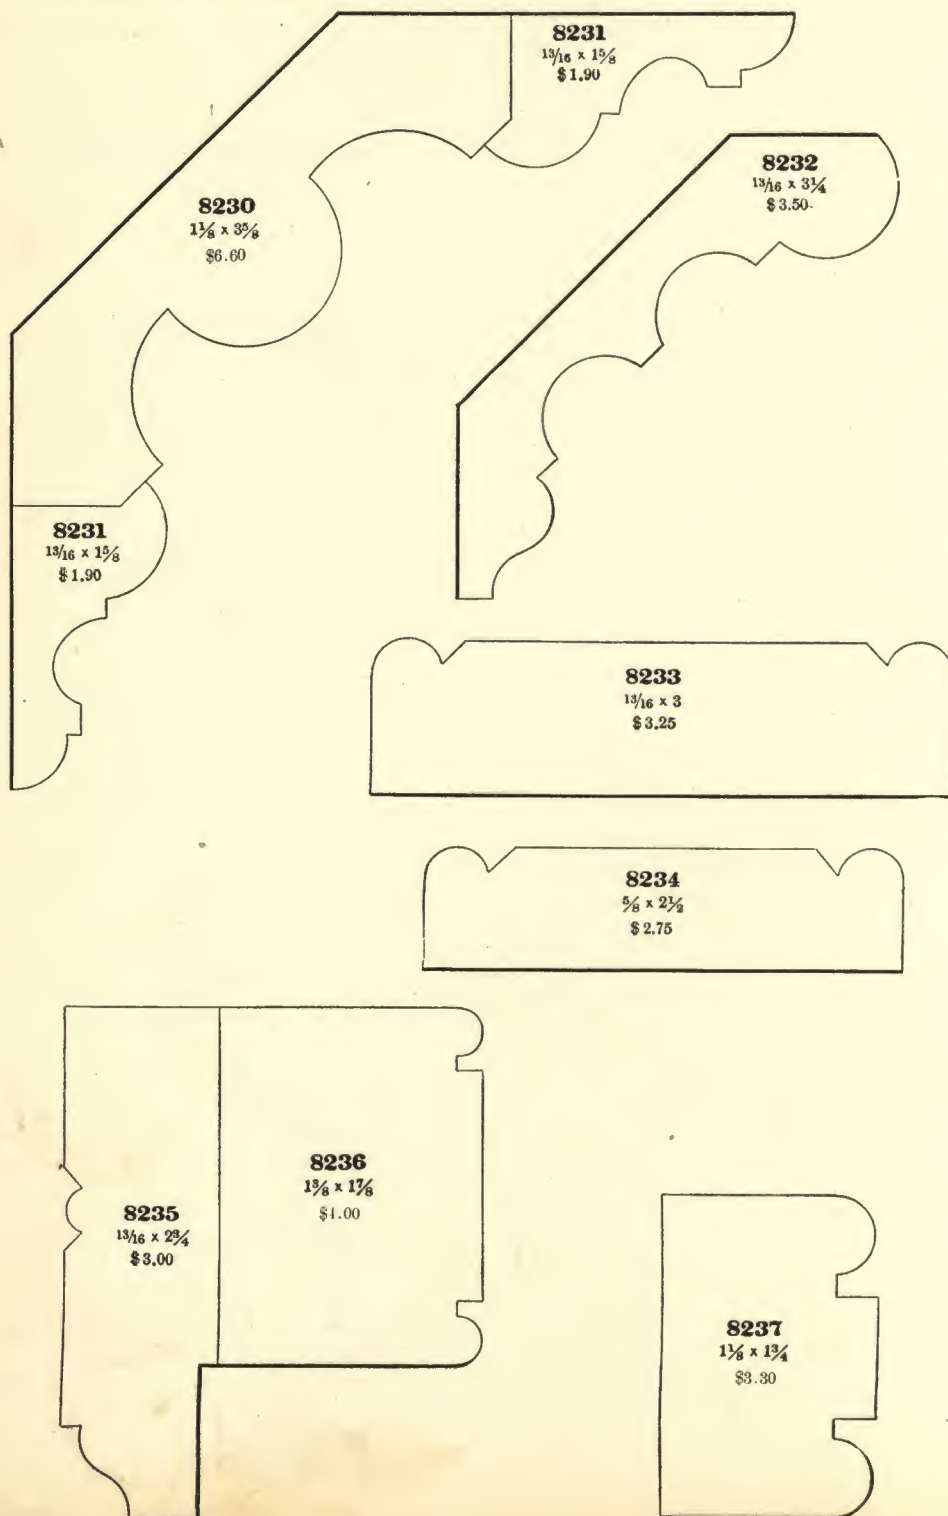 8231
13/16 x 1 5/8
$1.90
8232
13/16 x 3 1/4
$3.50
8230
1 1/8 x 3 5/8
$6.60
8231
13/16 x 1 5/8
$1.90
8233
13/16 x 3
$3.25
8234
5/8 x 2 1/2
$2.75
8236
1 3/8 x 1 7/8
8235
13/16 x 2 3/4
$3.00
8237
1 1/8 x 1 3/4
$3.30